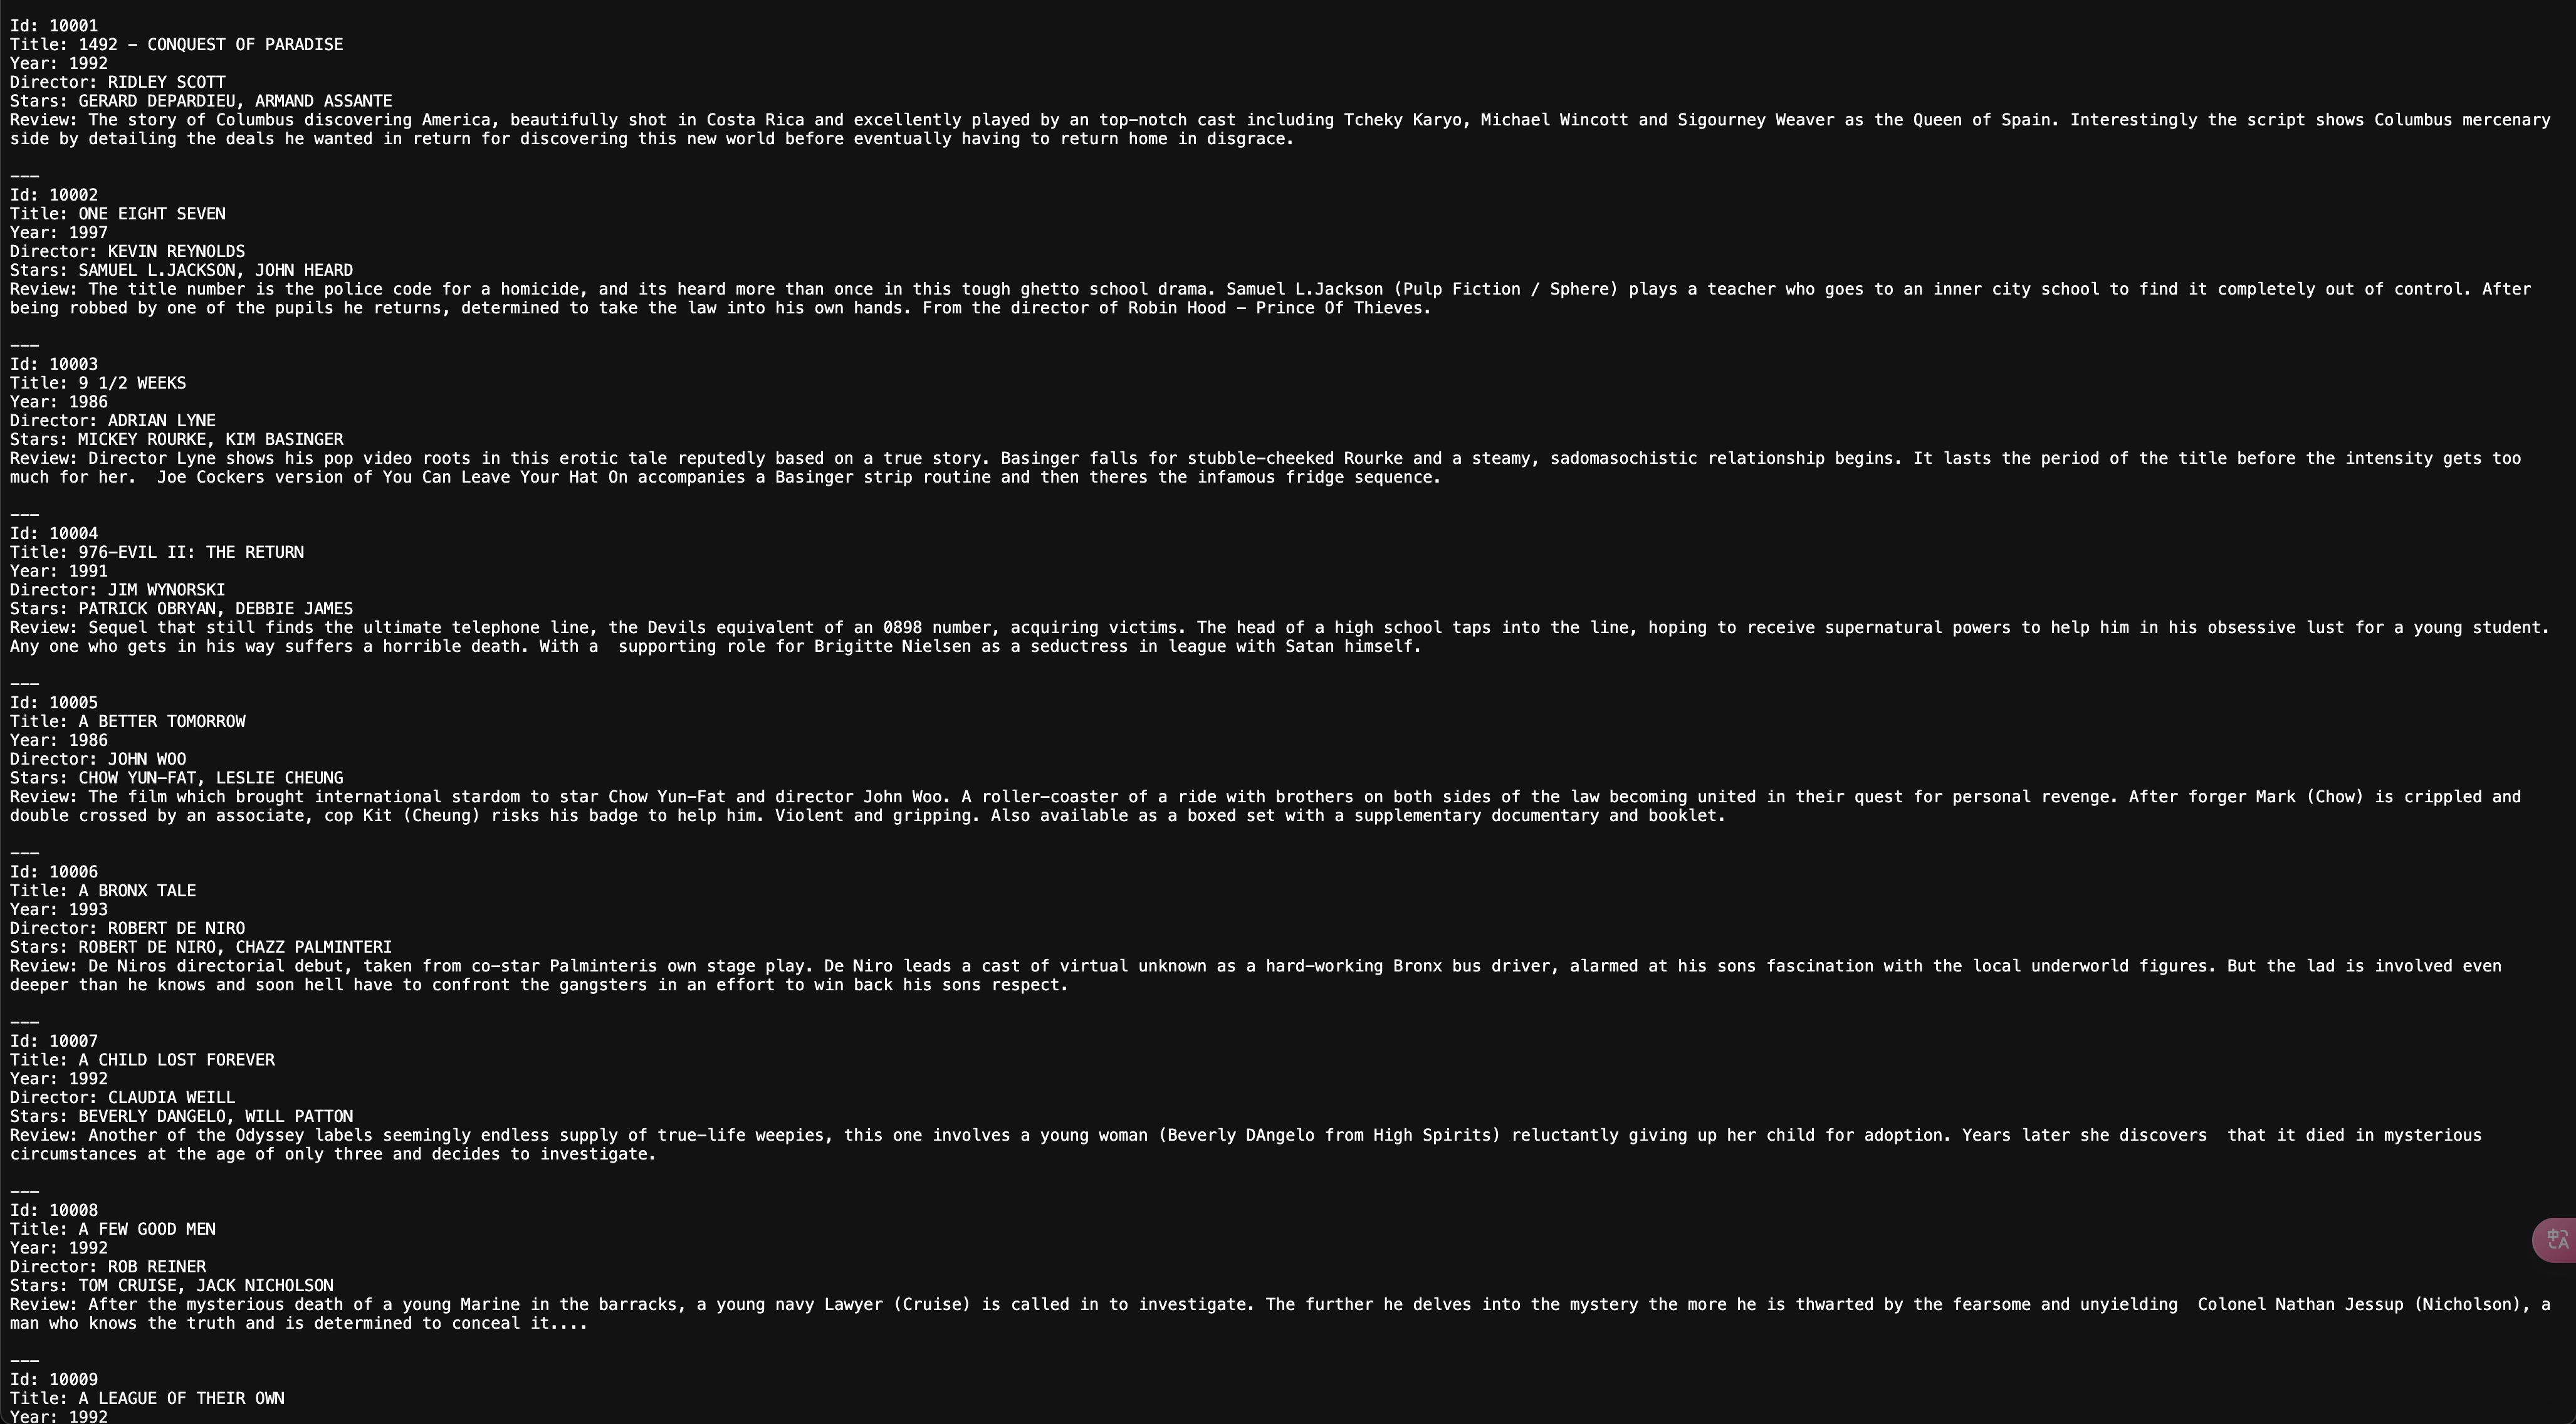 Id: 10001
Title: 1492 - CONQUEST OF PARADISE
Year: 1992
Director: RIDLEY SCOTT
Stars: GERARD DEPARDIEU, ARMAND ASSANTE
Review: The story of Columbus discovering America, beautifully shot in Costa Rica and excellently played by an top-notch cast including Tcheky Karyo, Michael Wincott and Sigourney Weaver as the Queen of Spain. Interestingly the script shows Columbus mercenary
side by detailing the deals he wanted in return for discovering this new world before eventually having to return home in disgrace.
---
Id: 10002
Title: ONE EIGHT SEVEN
Year: 1997
Director: KEVIN REYNOLDS
Stars: SAMUEL L.JACKSON, JOHN HEARD
Review: The title number is the police code for a homicide, and its heard more than once in this tough ghetto school drama. Samuel L.Jackson (Pulp Fiction / Sphere) plays a teacher who goes to an inner city school to find it completely out of control. After
being robbed by one of the pupils he returns, determined to take the law into his own hands. From the director of Robin Hood - Prince Of Thieves.
---
Id: 10003
Title: 9 1/2 WEEKS
Year: 1986
Director: ADRIAN LYNE
Stars: MICKEY ROURKE, KIM BASINGER
Review: Director Lyne shows his pop video roots in this erotic tale reputedly based on a true story. Basinger falls for stubble-cheeked Rourke and a steamy, sadomasochistic relationship begins. It lasts the period of the title before the intensity gets too
much for her.  Joe Cockers version of You Can Leave Your Hat On accompanies a Basinger strip routine and then theres the infamous fridge sequence.
---
Id: 10004
Title: 976-EVIL II: THE RETURN
Year: 1991
Director: JIM WYNORSKI
Stars: PATRICK OBRYAN, DEBBIE JAMES
Review: Sequel that still finds the ultimate telephone line, the Devils equivalent of an 0898 number, acquiring victims. The head of a high school taps into the line, hoping to receive supernatural powers to help him in his obsessive lust for a young student.
Any one who gets in his way suffers a horrible death. With a  supporting role for Brigitte Nielsen as a seductress in league with Satan himself.
---
Id: 10005
Title: A BETTER TOMORROW
Year: 1986
Director: JOHN WOO
Stars: CHOW YUN-FAT, LESLIE CHEUNG
Review: The film which brought international stardom to star Chow Yun-Fat and director John Woo. A roller-coaster of a ride with brothers on both sides of the law becoming united in their quest for personal revenge. After forger Mark (Chow) is crippled and
double crossed by an associate, cop Kit (Cheung) risks his badge to help him. Violent and gripping. Also available as a boxed set with a supplementary documentary and booklet.
---
Id: 10006
Title: A BRONX TALE
Year: 1993
Director: ROBERT DE NIRO
Stars: ROBERT DE NIRO, CHAZZ PALMINTERI
Review: De Niros directorial debut, taken from co-star Palminteris own stage play. De Niro leads a cast of virtual unknown as a hard-working Bronx bus driver, alarmed at his sons fascination with the local underworld figures. But the lad is involved even
deeper than he knows and soon hell have to confront the gangsters in an effort to win back his sons respect.
---
Id: 10007
Title: A CHILD LOST FOREVER
Year: 1992
Director: CLAUDIA WEILL
Stars: BEVERLY DANGELO, WILL PATTON
Review: Another of the Odyssey labels seemingly endless supply of true-life weepies, this one involves a young woman (Beverly DAngelo from High Spirits) reluctantly giving up her child for adoption. Years later she discovers  that it died in mysterious
circumstances at the age of only three and decides to investigate.
---
Id: 10008
Title: A FEW GOOD MEN
Year: 1992
Director: ROB REINER
Stars: TOM CRUISE, JACK NICHOLSON
Review: After the mysterious death of a young Marine in the barracks, a young navy Lawyer (Cruise) is called in to investigate. The further he delves into the mystery the more he is thwarted by the fearsome and unyielding  Colonel Nathan Jessup (Nicholson), a
man who knows the truth and is determined to conceal it....
---
Id: 10009
Title: A LEAGUE OF THEIR OWN
Year: 1992
中A